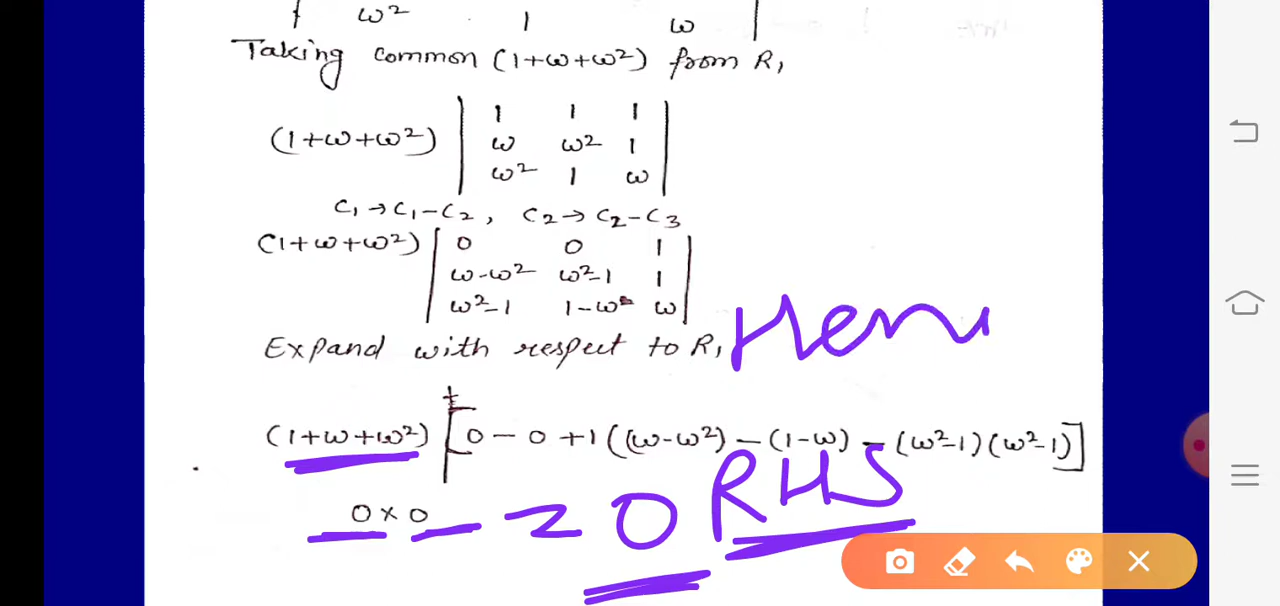 ω² 1 ω
Taking common (1+ω+ω²) from R₁
(1+ω+ω²) | 1 1 1 |
| ω ω² 1 |
| ω² 1 ω |
C₁→C₁-C₂, C₂→C₂-C₃
(1+ω+ω²) | 0 0 1 |
| ω-ω² ω²-1 1 |
| ω²-1 1-ω ω |
Expand with respect to R₁
(1+ω+ω²) [0-0+1((ω-ω²)-(1-ω)-(ω²-1)(ω²-1)]
0×0 = 0 RHS